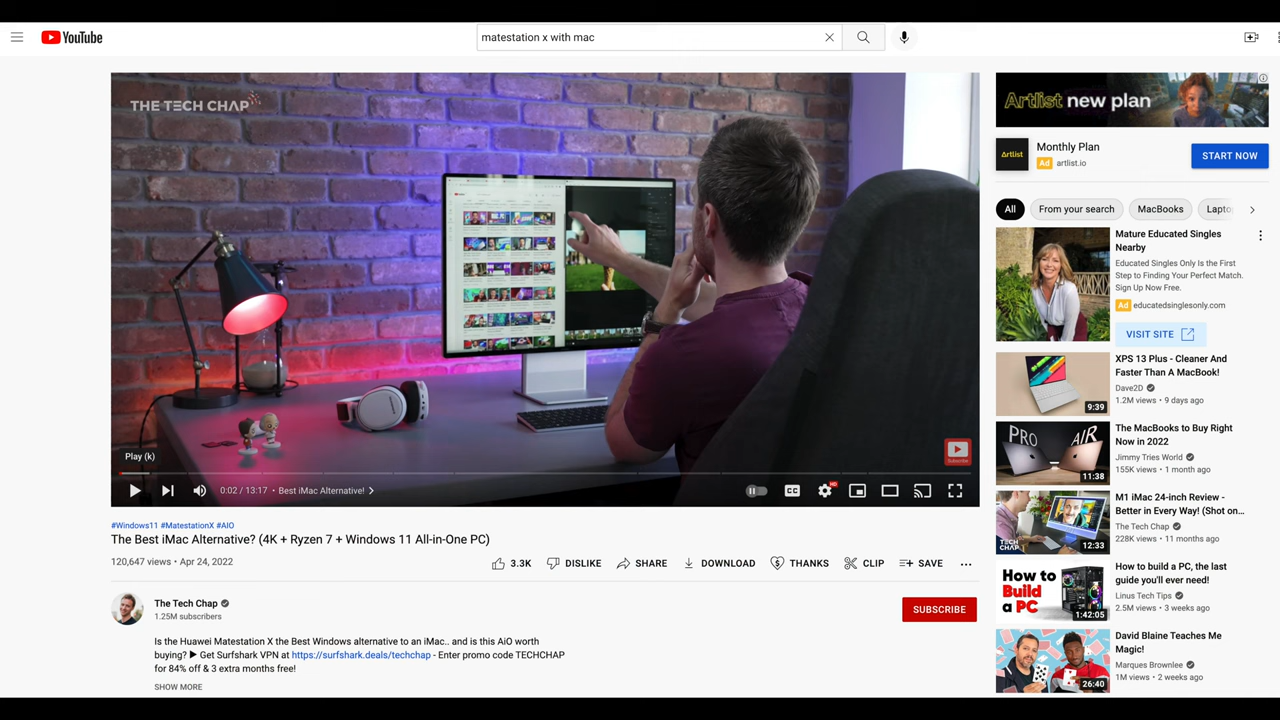 YouTube
matestation x with mac
THE TECH CHAP
Subscribe
Play (k)
0:02 / 13:17 • Best iMac Alternative!
CC
HD
#Windows11 #MatestationX #AIO
The Best iMac Alternative? (4K + Ryzen 7 + Windows 11 All-in-One PC)
120,647 views • Apr 24, 2022
3.3K DISLIKE SHARE DOWNLOAD THANKS CLIP SAVE
The Tech Chap
1.25M subscribers
SUBSCRIBE
Is the Huawei Matestation X the Best Windows alternative to an iMac.. and is this AiO worth
buying? ▶ Get Surfshark VPN at https://surfshark.deals/techchap - Enter promo code TECHCHAP
for 84% off & 3 extra months free!
SHOW MORE
Artlist new plan
Artlist
Monthly Plan
Ad artlist.io
START NOW
All From your search MacBooks Lapto
Mature Educated Singles
Nearby
Educated Singles Only Is the First
Step to Finding Your Perfect Match.
Sign Up Now Free.
Ad educatedsinglesonly.com
VISIT SITE
9:39
XPS 13 Plus - Cleaner And
Faster Than A MacBook!
Dave2D
1.2M views • 9 days ago
PRO AIR
11:38
The MacBooks to Buy Right
Now in 2022
Jimmy Tries World
155K views • 1 month ago
TECH
CHAP
12:33
M1 iMac 24-inch Review -
Better in Every Way! (Shot on...
The Tech Chap
228K views • 11 months ago
How to
Build
a PC
1:42:05
How to build a PC, the last
guide you'll ever need!
Linus Tech Tips
2.5M views • 3 weeks ago
26:40
David Blaine Teaches Me
Magic!
Marques Brownlee
1M views • 2 weeks ago